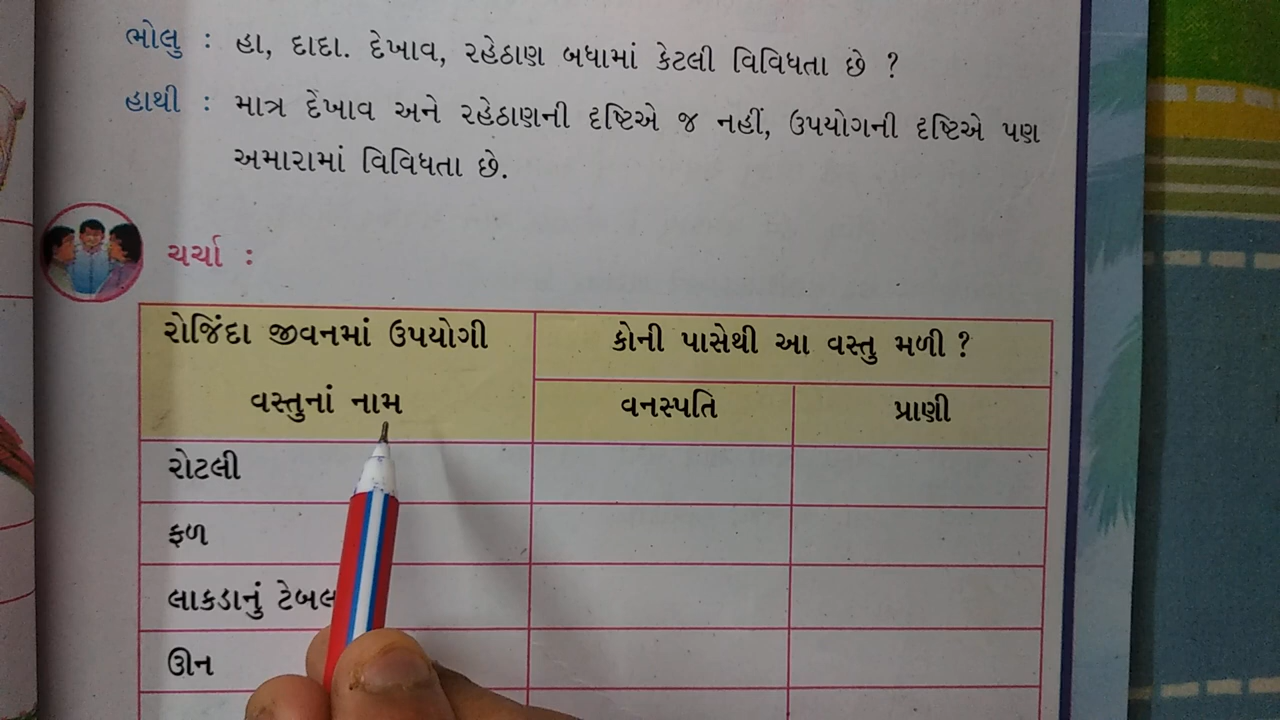 ભોલુ : હા, દાદા. દેખાવ, રહેઠાણ બધામાં કેટલી વિવિધતા છે ?
હાથી : માત્ર દેખાવ અને રહેઠાણની દૃષ્ટિએ જ નહીં, ઉપયોગની દૃષ્ટિએ પણ
અમારામાં વિવિધતા છે.
ચર્ચા :
રોજિંદા જીવનમાં ઉપયોગી
વસ્તુનાં નામ
કોની પાસેથી આ વસ્તુ મળી ?
વનસ્પતિ
પ્રાણી
રોટલી
ફળ
લાકડાનું ટેબલ
ઊન